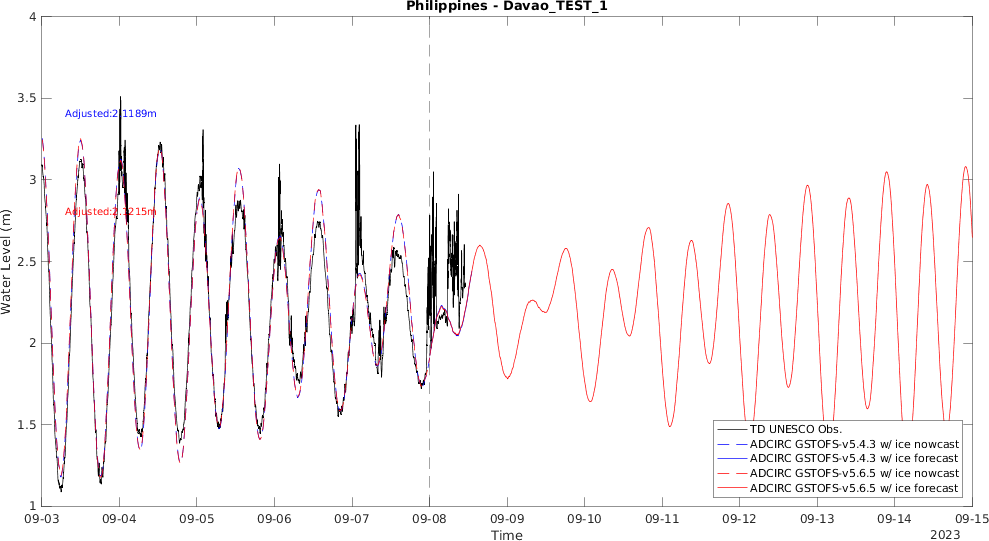 Philippines - Davao_TEST_1
Water Level (m)
4
3.5
3
2.5
2
1.5
1
Adjusted:2.1189m
Adjusted:2.1215m
TD UNESCO Obs.
ADCIRC GSTOFS-v5.4.3 w/ ice nowcast
ADCIRC GSTOFS-v5.4.3 w/ ice forecast
ADCIRC GSTOFS-v5.6.5 w/ ice nowcast
ADCIRC GSTOFS-v5.6.5 w/ ice forecast
09-03 09-04 09-05 09-06 09-07 09-08 09-09 09-10 09-11 09-12 09-13 09-14 09-15
Time
2023